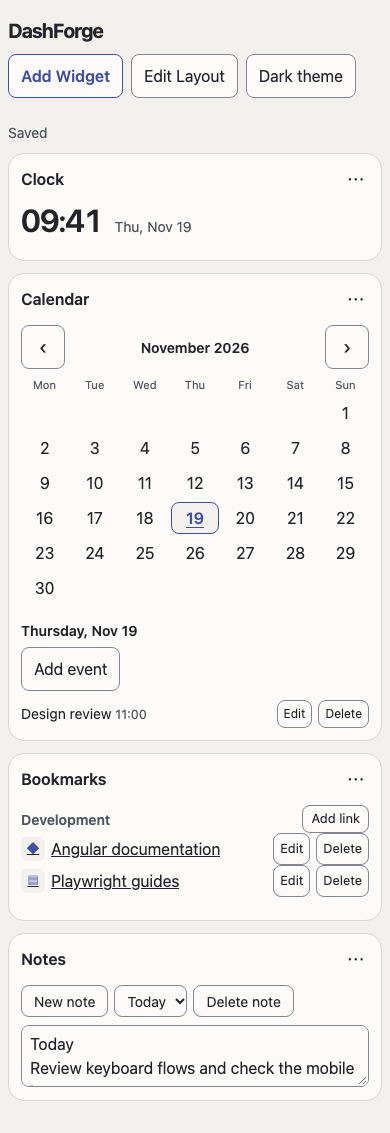 DashForge
Add Widget Edit Layout Dark theme
Saved
Clock ...
09:41 Thu, Nov 19
Calendar ...
‹ November 2026 ›
Mon Tue Wed Thu Fri Sat Sun
1
2 3 4 5 6 7 8
9 10 11 12 13 14 15
16 17 18 19 20 21 22
23 24 25 26 27 28 29
30
Thursday, Nov 19
Add event
Design review 11:00 Edit Delete
Bookmarks ...
Development Add link
Angular documentation Edit Delete
Playwright guides Edit Delete
Notes ...
New note Today Delete note
Today
Review keyboard flows and check the mobile